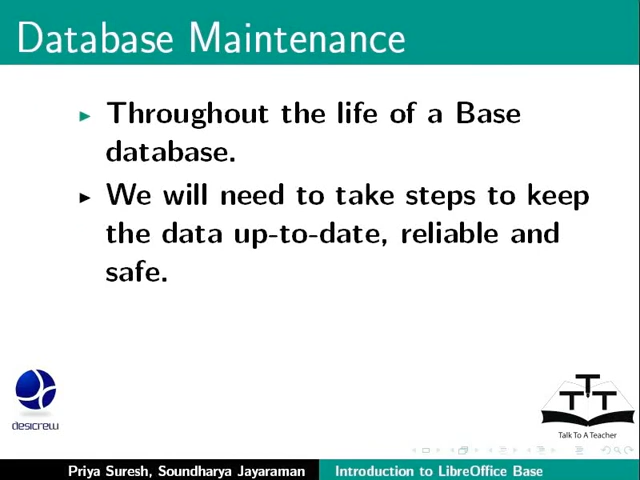 Database Maintenance
Throughout the life of a Base
database.
We will need to take steps to keep
the data up-to-date, reliable and
safe.
desicrew
TTT
Talk To A Teacher
Priya Suresh, Soundharya Jayaraman
Introduction to LibreOffice Base